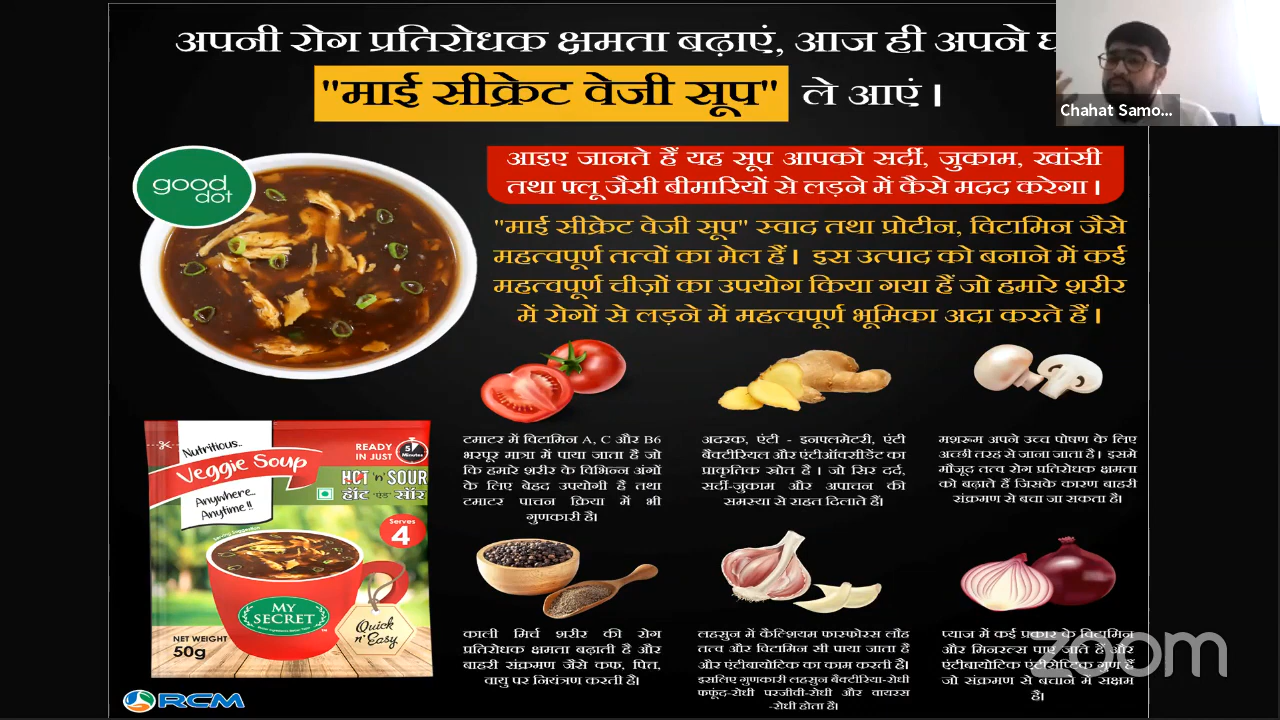 अपनी रोग प्रतिरोधक क्षमता बढ़ाएं, आज ही अपने
"माई सीक्रेट वेजी सूप" ले आएं।
Chahat Samo...
good
dot
आइए जानते हैं यह सूप आपको सर्दी, जुकाम, खांसी
तथा फ्लू जैसी बीमारियों से लड़ने में कैसे मदद करेगा।
"माई सीक्रेट वेजी सूप" स्वाद तथा प्रोटीन, विटामिन जैसे
महत्वपूर्ण तत्वों का मेल हैं। इस उत्पाद को बनाने में कई
महत्वपूर्ण चीज़ों का उपयोग किया गया हैं जो हमारे शरीर
में रोगों से लड़ने में महत्वपूर्ण भूमिका अदा करते हैं।
टमाटर में विटामिन A, C और B6
भरपूर मात्रा में पाया जाता है जो
कि हमारे शरीर के विभिन्न अंगों
के लिए बेहद उपयोगी है तथा
टमाटर पाचन क्रिया में भी
गुणकारी है।
अदरक, एंटी - इनफ्लमेटरी, एंटी
बैक्टीरियल और एंटीऑक्सीडेंट का
प्राकृतिक स्रोत है। जो सिर दर्द,
सर्दी-जुकाम और अपाचन की
समस्या से राहत दिलाते हैं।
मशरूम अपने उच्च पोषण के लिए
अच्छी तरह से जाना जाता है। इसमे
मौजूद तत्व रोग प्रतिरोधक क्षमता
को बढ़ाते हैं जिसके कारण बाहरी
संक्रमण से बचा जा सकता है।
Nutritious..
Veggie Soup
Anywhere..
Anytime!!
READY
IN JUST
5
Minutes
HOT 'n' SOUR
हॉट एंड सॉर
Serves
4
Serving Suggestion
MY
SECRET
Quick
n' Easy
NET WEIGHT
50g
काली मिर्च शरीर की रोग
प्रतिरोधक क्षमता बढ़ाती है और
बाहरी संक्रमण जैसे कफ, पित,
वायु पर नियंत्रण करती है।
लहसुन में कैल्शियम फास्फोरस लौह
तत्व और विटामिन सी पाया जाता है
और एंटीबायोटिक का काम करती है।
इसलिए गुणकारी लहसुन बैक्टीरिया-रोधी
फफूंद-रोधी परजीवी-रोधी और वायरस
-रोधी होता है।
प्याज में कई प्रकार के विटामिन
और मिनरल्स पाए जाते है और
एंटीबायोटिक एंटीसेप्टिक गुण हैं
जो संक्रमण से बचाने में सक्षम
है।
RCM
zoom